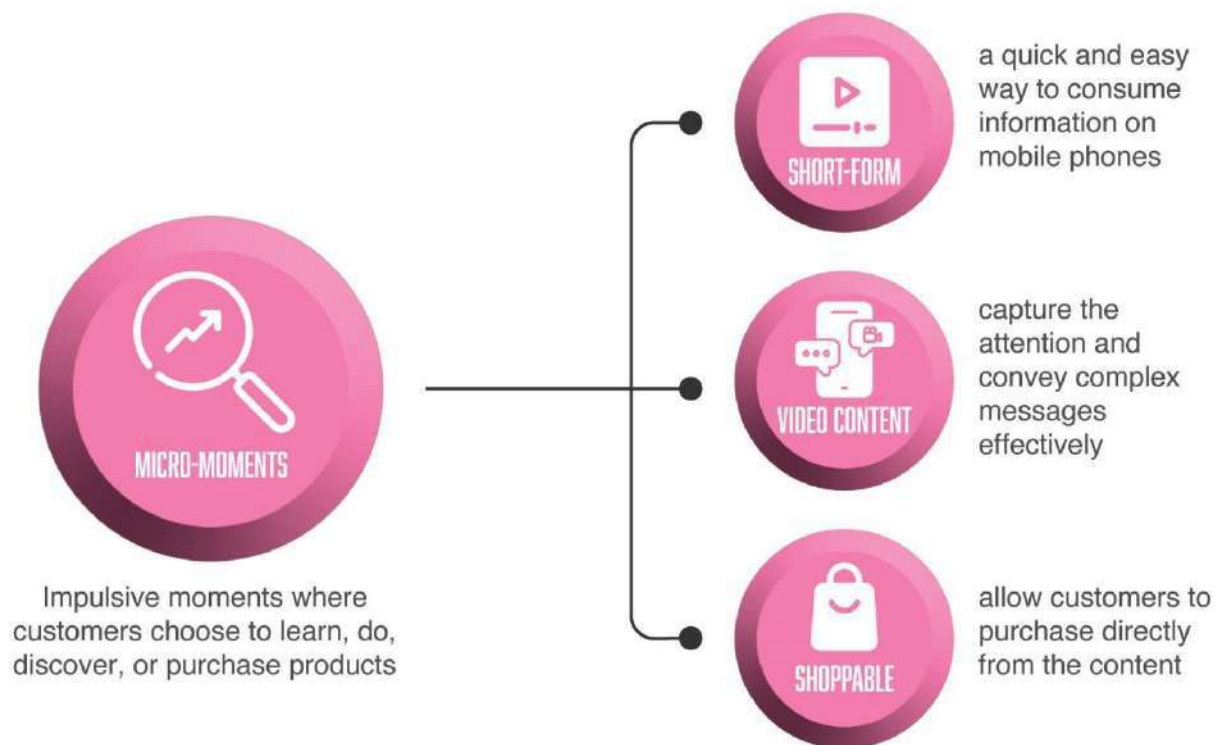 MICRO-MOMENTS
Impulsive moments where
customers choose to learn, do,
discover, or purchase products
SHORT-FORM
a quick and easy
way to consume
information on
mobile phones
VIDEO CONTENT
capture the
attention and
convey complex
messages
effectively
SHOPPABLE
allow customers to
purchase directly
from the content